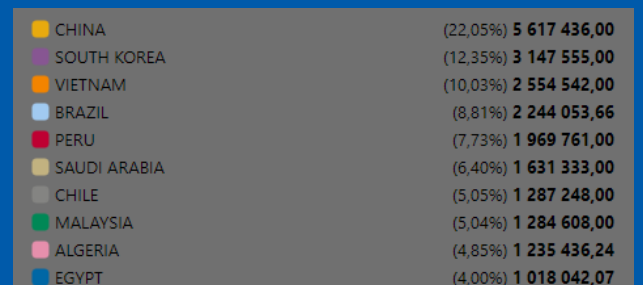 CHINA (22,05%) 5 617 436,00
SOUTH KOREA (12,35%) 3 147 555,00
VIETNAM (10,03%) 2 554 542,00
BRAZIL (8,81%) 2 244 053,66
PERU (7,73%) 1 969 761,00
SAUDI ARABIA (6,40%) 1 631 333,00
CHILE (5,05%) 1 287 248,00
MALAYSIA (5,04%) 1 284 608,00
ALGERIA (4,85%) 1 235 436,24
EGYPT (4,00%) 1 018 042,07